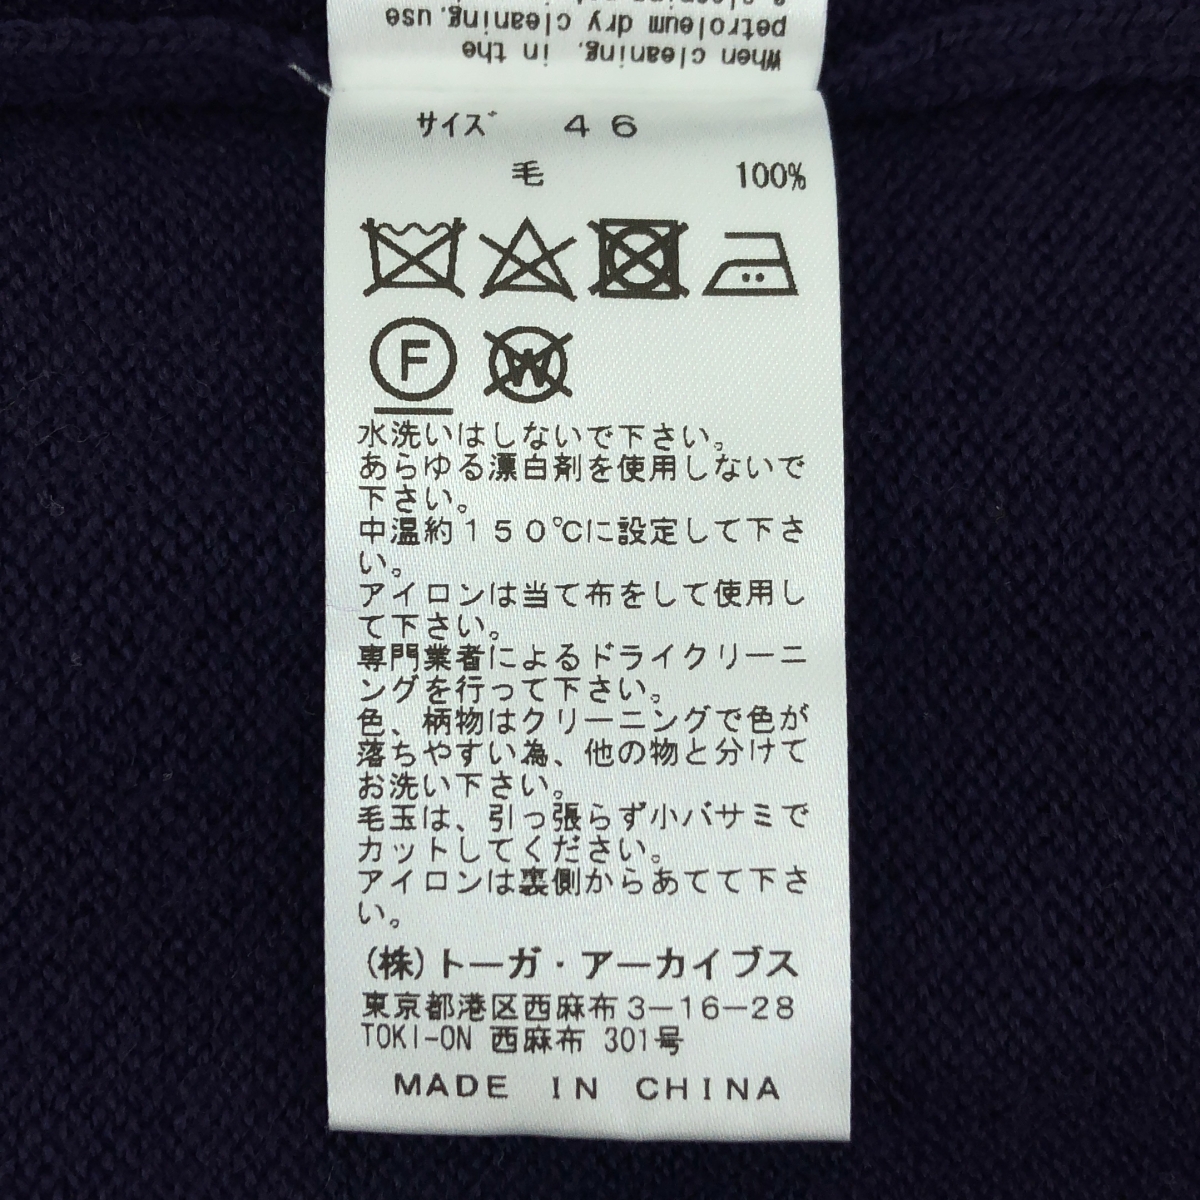 petroleum dry cleaning, use
When cleaning, in the
サイズ 46
毛 100%
F
W
水洗いはしないで下さい。
あらゆる漂白剤を使用しないで
下さい。
中温約150℃に設定して下さ
い。
アイロンは当て布をして使用し
て下さい。
専門業者によるドライクリーニ
ングを行って下さい。
色、柄物はクリーニングで色が
落ちやすい為、他の物と分けて
お洗い下さい。
毛玉は、引っ張らず小バサミで
カットしてください。
アイロンは裏側からあてて下さ
い。
(株)トーガ・アーカイブス
東京都港区西麻布3-16-28
TOKI-ON 西麻布 301号
MADE IN CHINA